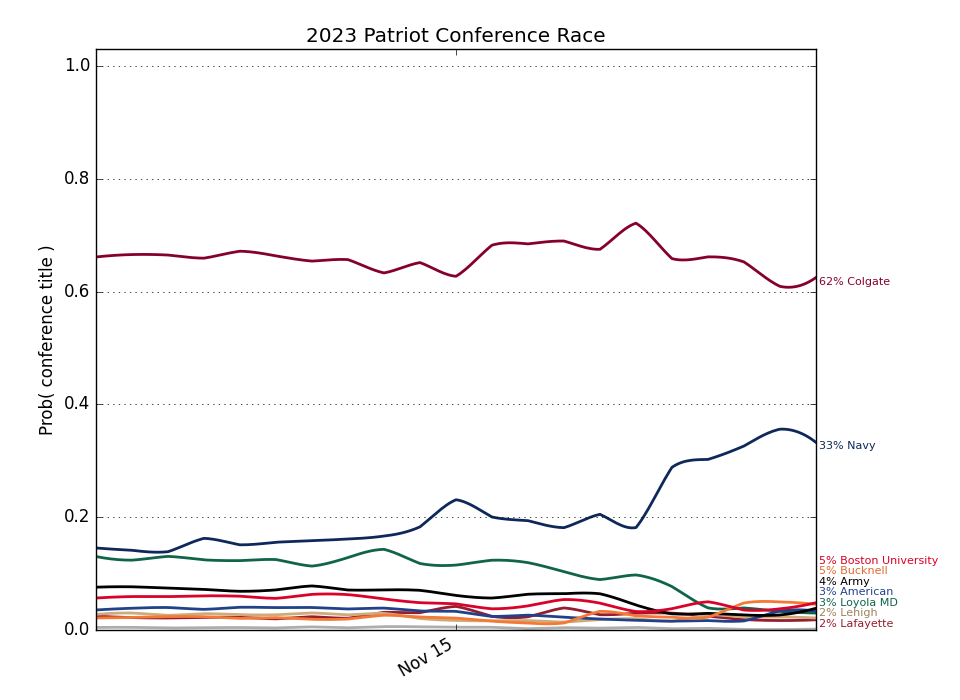 2023 Patriot Conference Race
Prob( conference title )
1.0
0.8
0.6
0.4
0.2
0.0
Nov 15
62% Colgate
33% Navy
5% Boston University
5% Bucknell
4% Army
3% American
3% Loyola MD
2% Lehigh
2% Lafayette